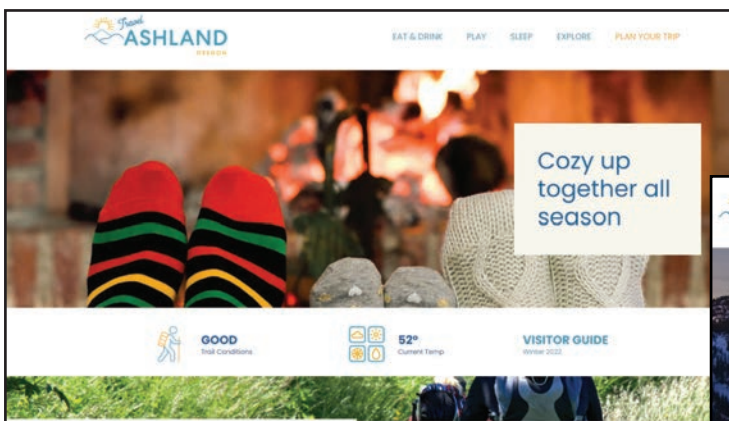 Travel
ASHLAND
OREGON
EAT & DRINK PLAY SLEEP EXPLORE PLAN YOUR TRIP
Cozy up
together all
season
GOOD
Trail Conditions
52°
Current Temp
VISITOR GUIDE
Winter 2022